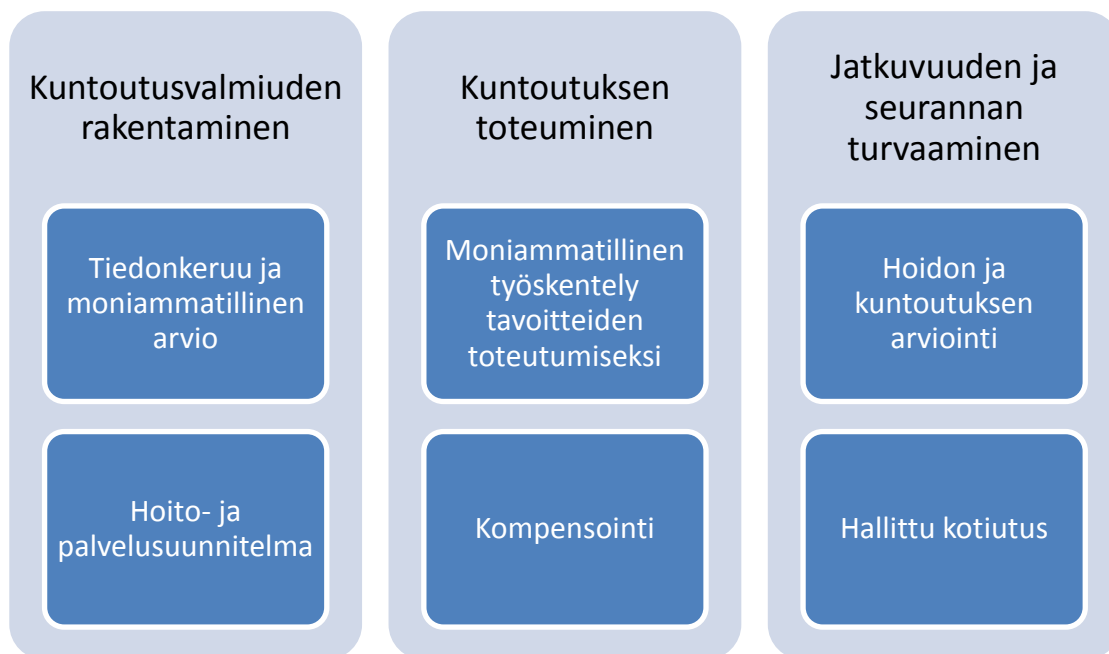 Kuntoutusvalmiuden
rakentaminen
Tiedonkeruu ja
moniammatillinen
arvio
Hoito- ja
palvelusuunnitelma
Kuntoutuksen
toteuminen
Moniammatillinen
työskentely
tavoitteiden
toteutumiseksi
Kompensointi
Jatkuvuuden ja
seurannan
turvaaminen
Hoidon ja
kuntoutuksen
arviointi
Hallittu kotiutus